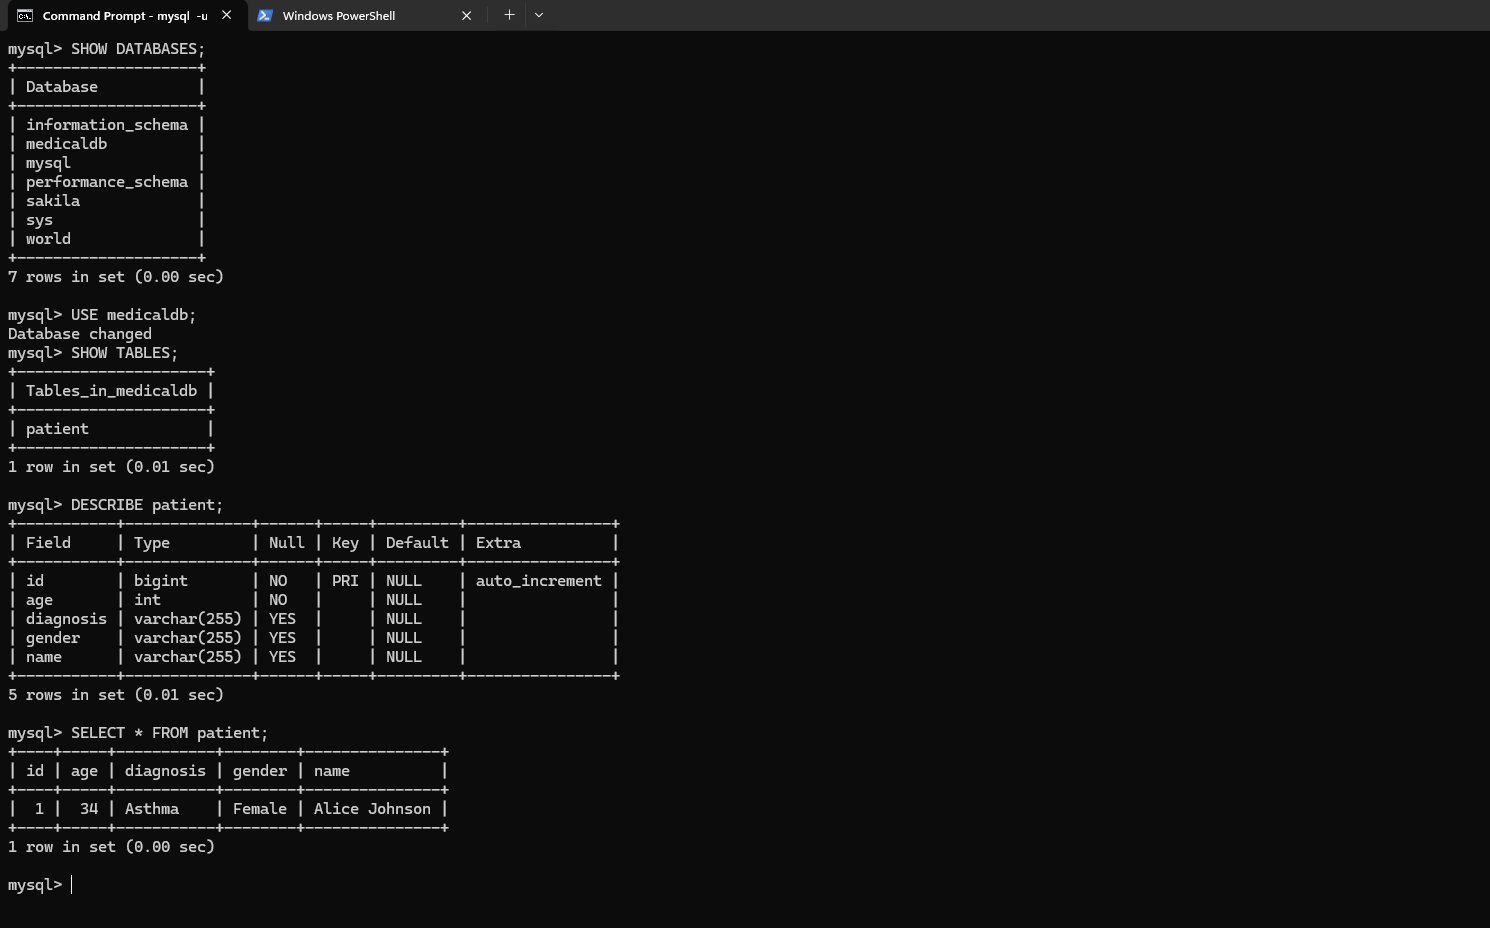 Command Prompt - mysql -u
Windows PowerShell
mysql> SHOW DATABASES;
+--------------------+
| Database           |
+--------------------+
| information_schema |
| medicaldb          |
| mysql              |
| performance_schema |
| sakila             |
| sys                |
| world              |
+--------------------+
7 rows in set (0.00 sec)

mysql> USE medicaldb;
Database changed
mysql> SHOW TABLES;
+---------------------+
| Tables_in_medicaldb |
+---------------------+
| patient             |
+---------------------+
1 row in set (0.01 sec)

mysql> DESCRIBE patient;
+-----------+--------------+------+-----+---------+----------------+
| Field     | Type         | Null | Key | Default | Extra          |
+-----------+--------------+------+-----+---------+----------------+
| id        | bigint       | NO   | PRI | NULL    | auto_increment |
| age       | int          | NO   |     | NULL    |                |
| diagnosis | varchar(255) | YES  |     | NULL    |                |
| gender    | varchar(255) | YES  |     | NULL    |                |
| name      | varchar(255) | YES  |     | NULL    |                |
+-----------+--------------+------+-----+---------+----------------+
5 rows in set (0.01 sec)

mysql> SELECT * FROM patient;
+----+-----+-----------+--------+---------------+
| id | age | diagnosis | gender | name          |
+----+-----+-----------+--------+---------------+
|  1 |  34 | Asthma    | Female | Alice Johnson |
+----+-----+-----------+--------+---------------+
1 row in set (0.00 sec)

mysql>